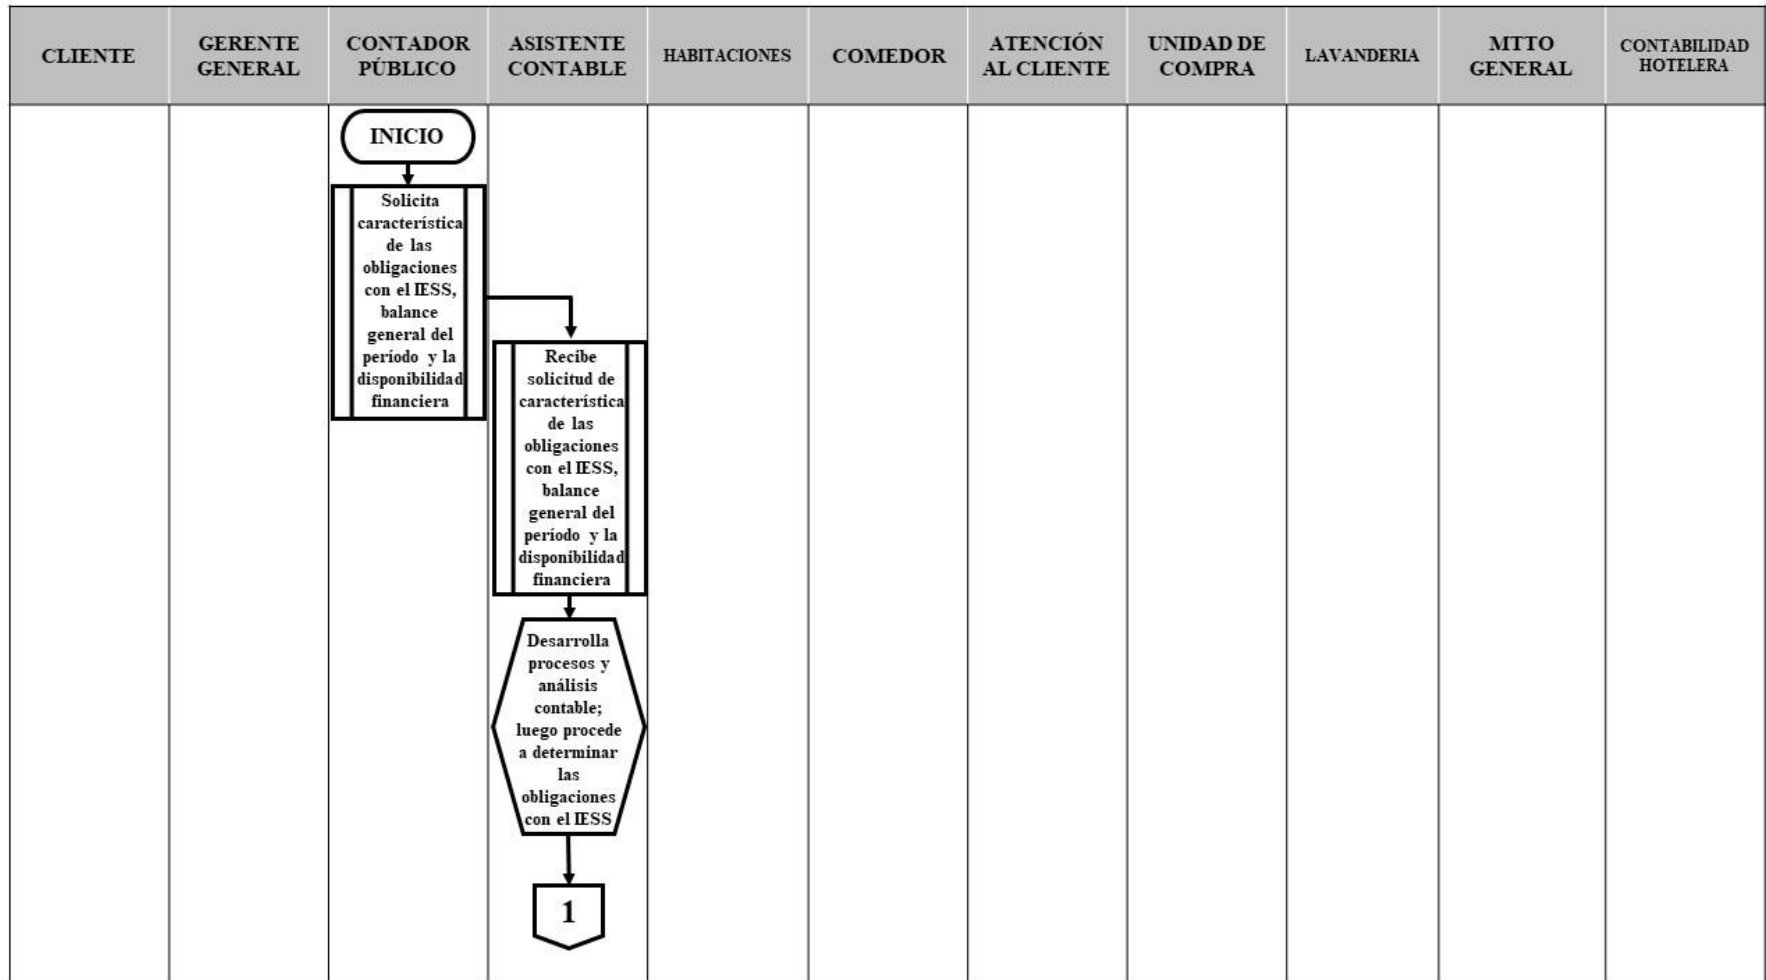 CLIENTE
GERENTE
GENERAL
CONTADOR
PÚBLICO
ASISTENTE
CONTABLE
HABITACIONES
COMEDOR
ATENCIÓN
AL CLIENTE
UNIDAD DE
COMPRA
LAVANDERIA
MTTO
GENERAL
CONTABILIDAD
HOTELERA
INICIO
Solicita
característica
de las
obligaciones
con el IESS,
balance
general del
período y la
disponibilidad
financiera
Recibe
solicitud de
característica
de las
obligaciones
con el IESS,
balance
general del
período y la
disponibilidad
financiera
Desarrolla
procesos y
análisis
contable;
luego procede
a determinar
las
obligaciones
con el IESS
1